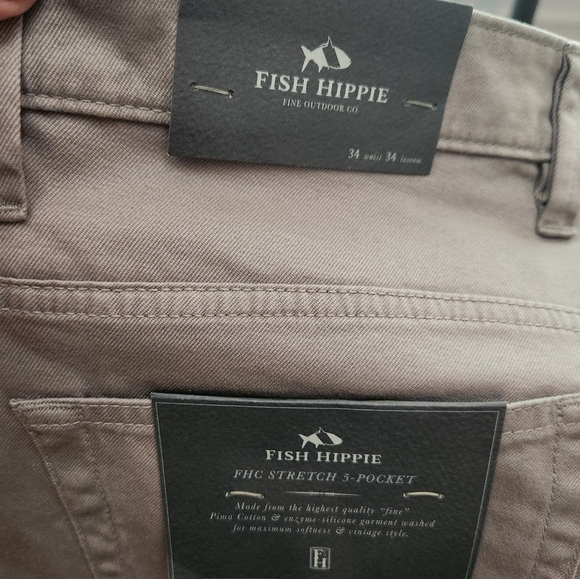 FISH HIPPIE
FINE OUTDOOR CO
34 waist 34 inseam
FISH HIPPIE
FHC STRETCH 5-POCKET
Made from the highest quality "fine"
Pima Cotton & enzyme-silicone garment washed
for maximum softness & vintage style.
FH